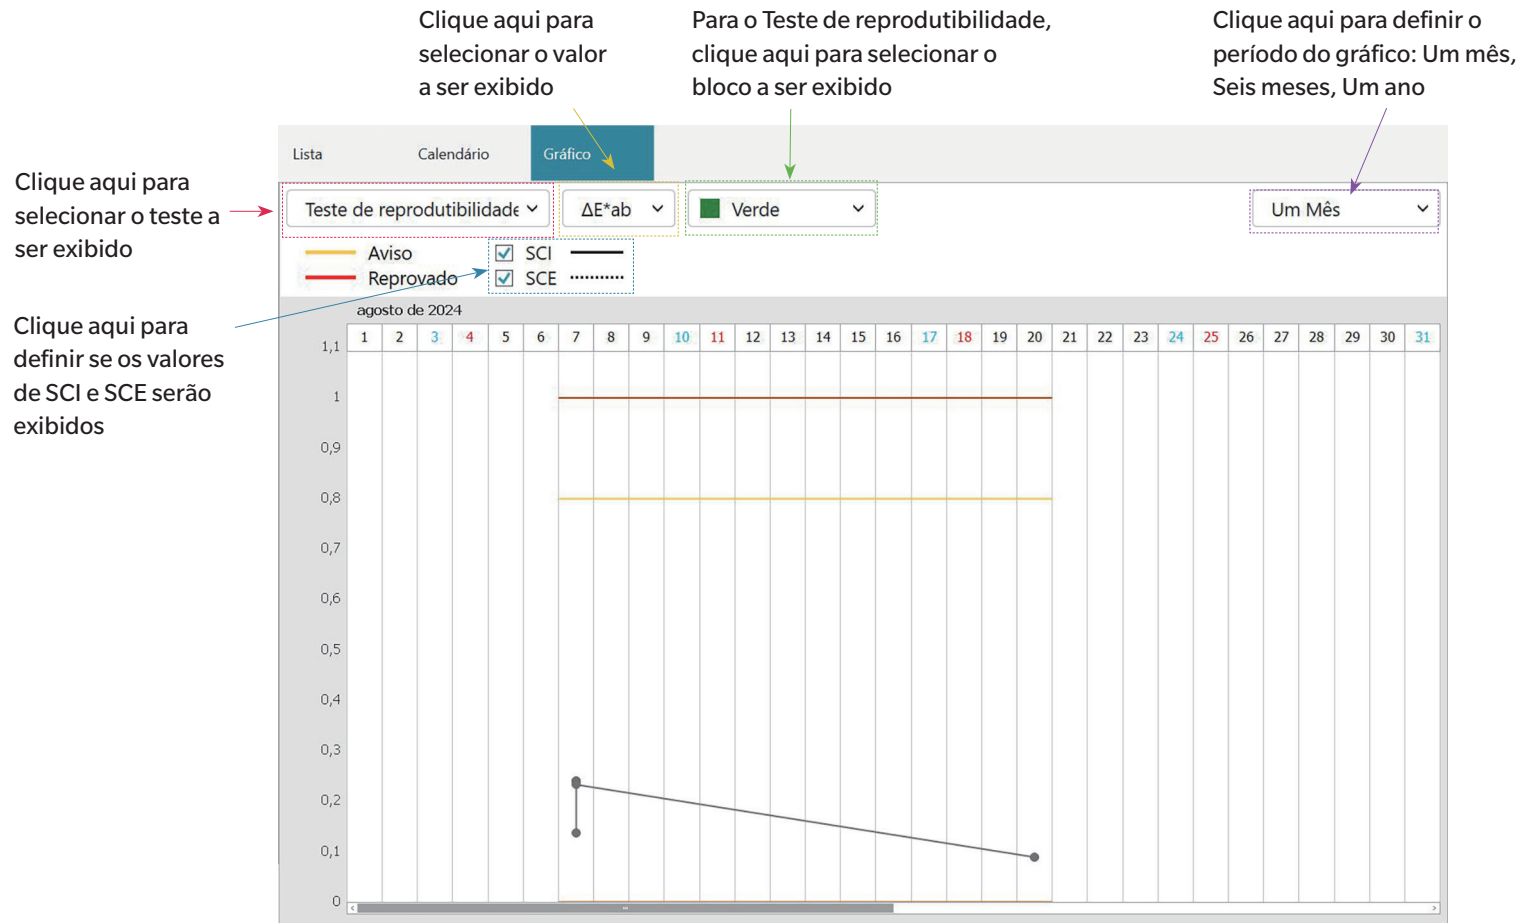 Clique aqui para
selecionar o valor
a ser exibido
Para o Teste de reprodutibilidade,
clique aqui para selecionar o
bloco a ser exibido
Clique aqui para definir o
período do gráfico: Um mês,
Seis meses, Um ano
Lista Calendário Gráfico
Clique aqui para
selecionar o teste a
ser exibido
Teste de reprodutibilidade ΔE*ab Verde Um Mês
Aviso SCI
Reprovado SCE
Clique aqui para
definir se os valores
de SCI e SCE serão
exibidos
agosto de 2024
1 2 3 4 5 6 7 8 9 10 11 12 13 14 15 16 17 18 19 20 21 22 23 24 25 26 27 28 29 30 31
1,1
1
0,9
0,8
0,7
0,6
0,5
0,4
0,3
0,2
0,1
0